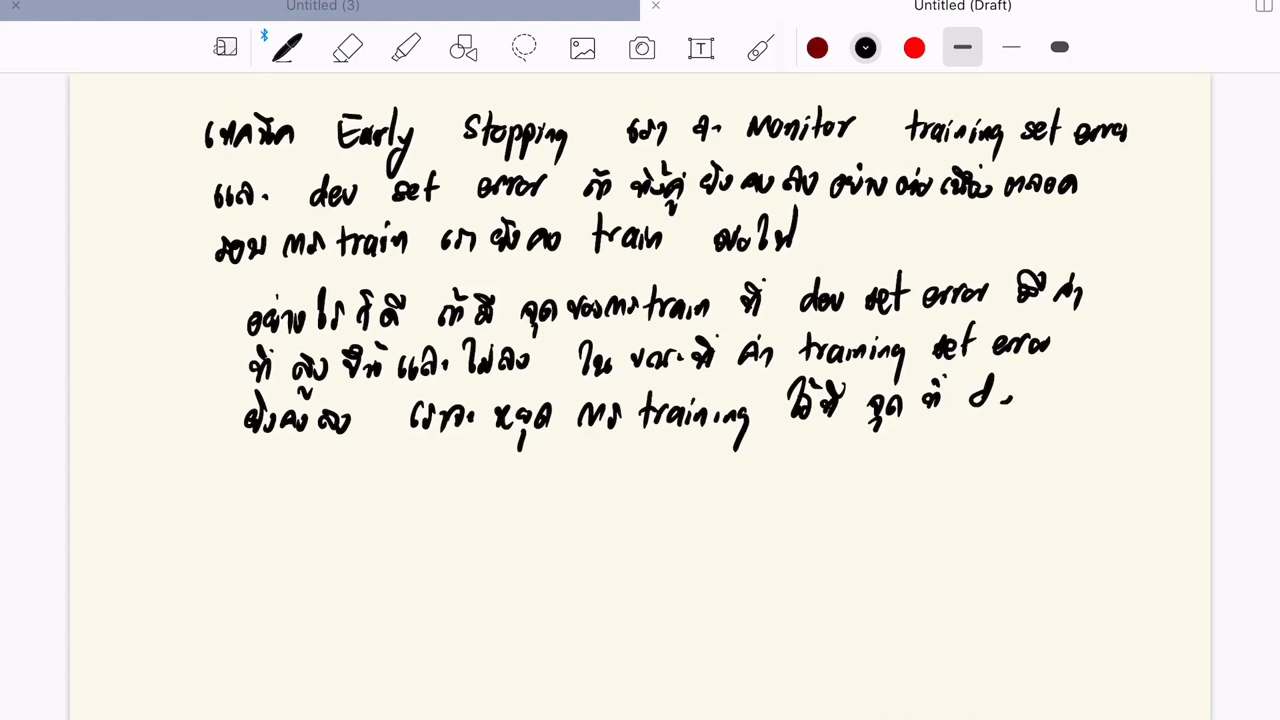 Untitled (3)
Untitled (Draft)
เทคนิค Early Stopping เรา จะ Monitor training set error
และ dev set error ถ้า ทั้งคู่ ยัง คง ลง อย่าง ต่อ เนื่อง ตลอด
รอบ การ train เรา ยัง คง train ต่อไป
อย่างไร ก็ ดี ถ้า มี จุด ของการ train ที่ dev set error มี ค่า
ที่ สูง ขึ้น และ ไม่ลง ใน ขณะ ที่ ค่า training set error
ยังคง ลง เราจะ หยุด การ training ไว้ที่ จุด ที่ d